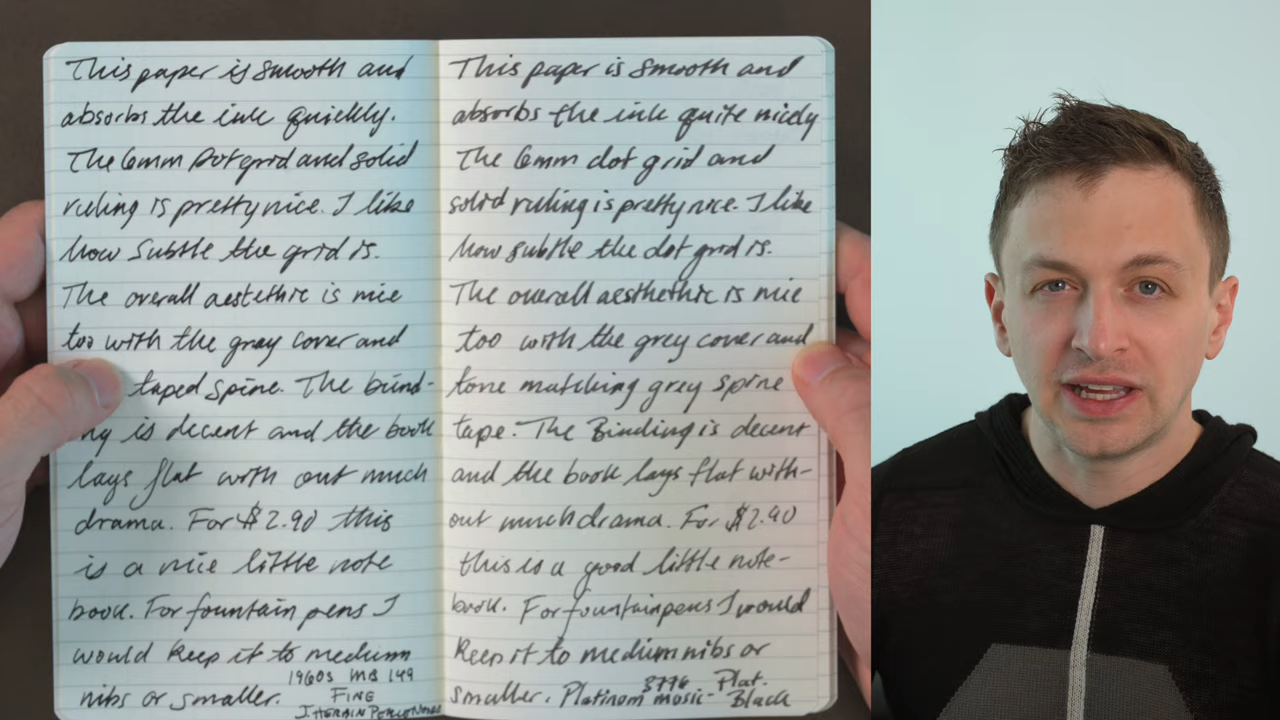 This paper is smooth and
absorbs the ink quickly.
The 6mm Dot grid and solid
ruling is pretty nice. I like
how Subtle the grid is.
The overall aestethic is nice
too with the gray cover and
taped spine. The bind-
ng is decent and the book
lays flat with out much
drama. For $2.90 this
is a nice little note
book. For fountain pens I
would keep it to medium
nibs or smaller.
1960s MB 149
FINE
J HERBIN PERLE NOIRE
This paper is smooth and
absorbs the ink quite nicely
The 6mm dot grid and
solid ruling is pretty nice. I like
how subtle the dot grid is.
The overall aesthethic is nice
too with the grey cover and
tone matching grey spine
tape. The Binding is decent
and the book lays flat with-
out much drama. For $2.90
this is a good little note-
book. For fountain pens I would
Keep it to medium nibs or
smaller. Platinum 3776 music - Plat. Black